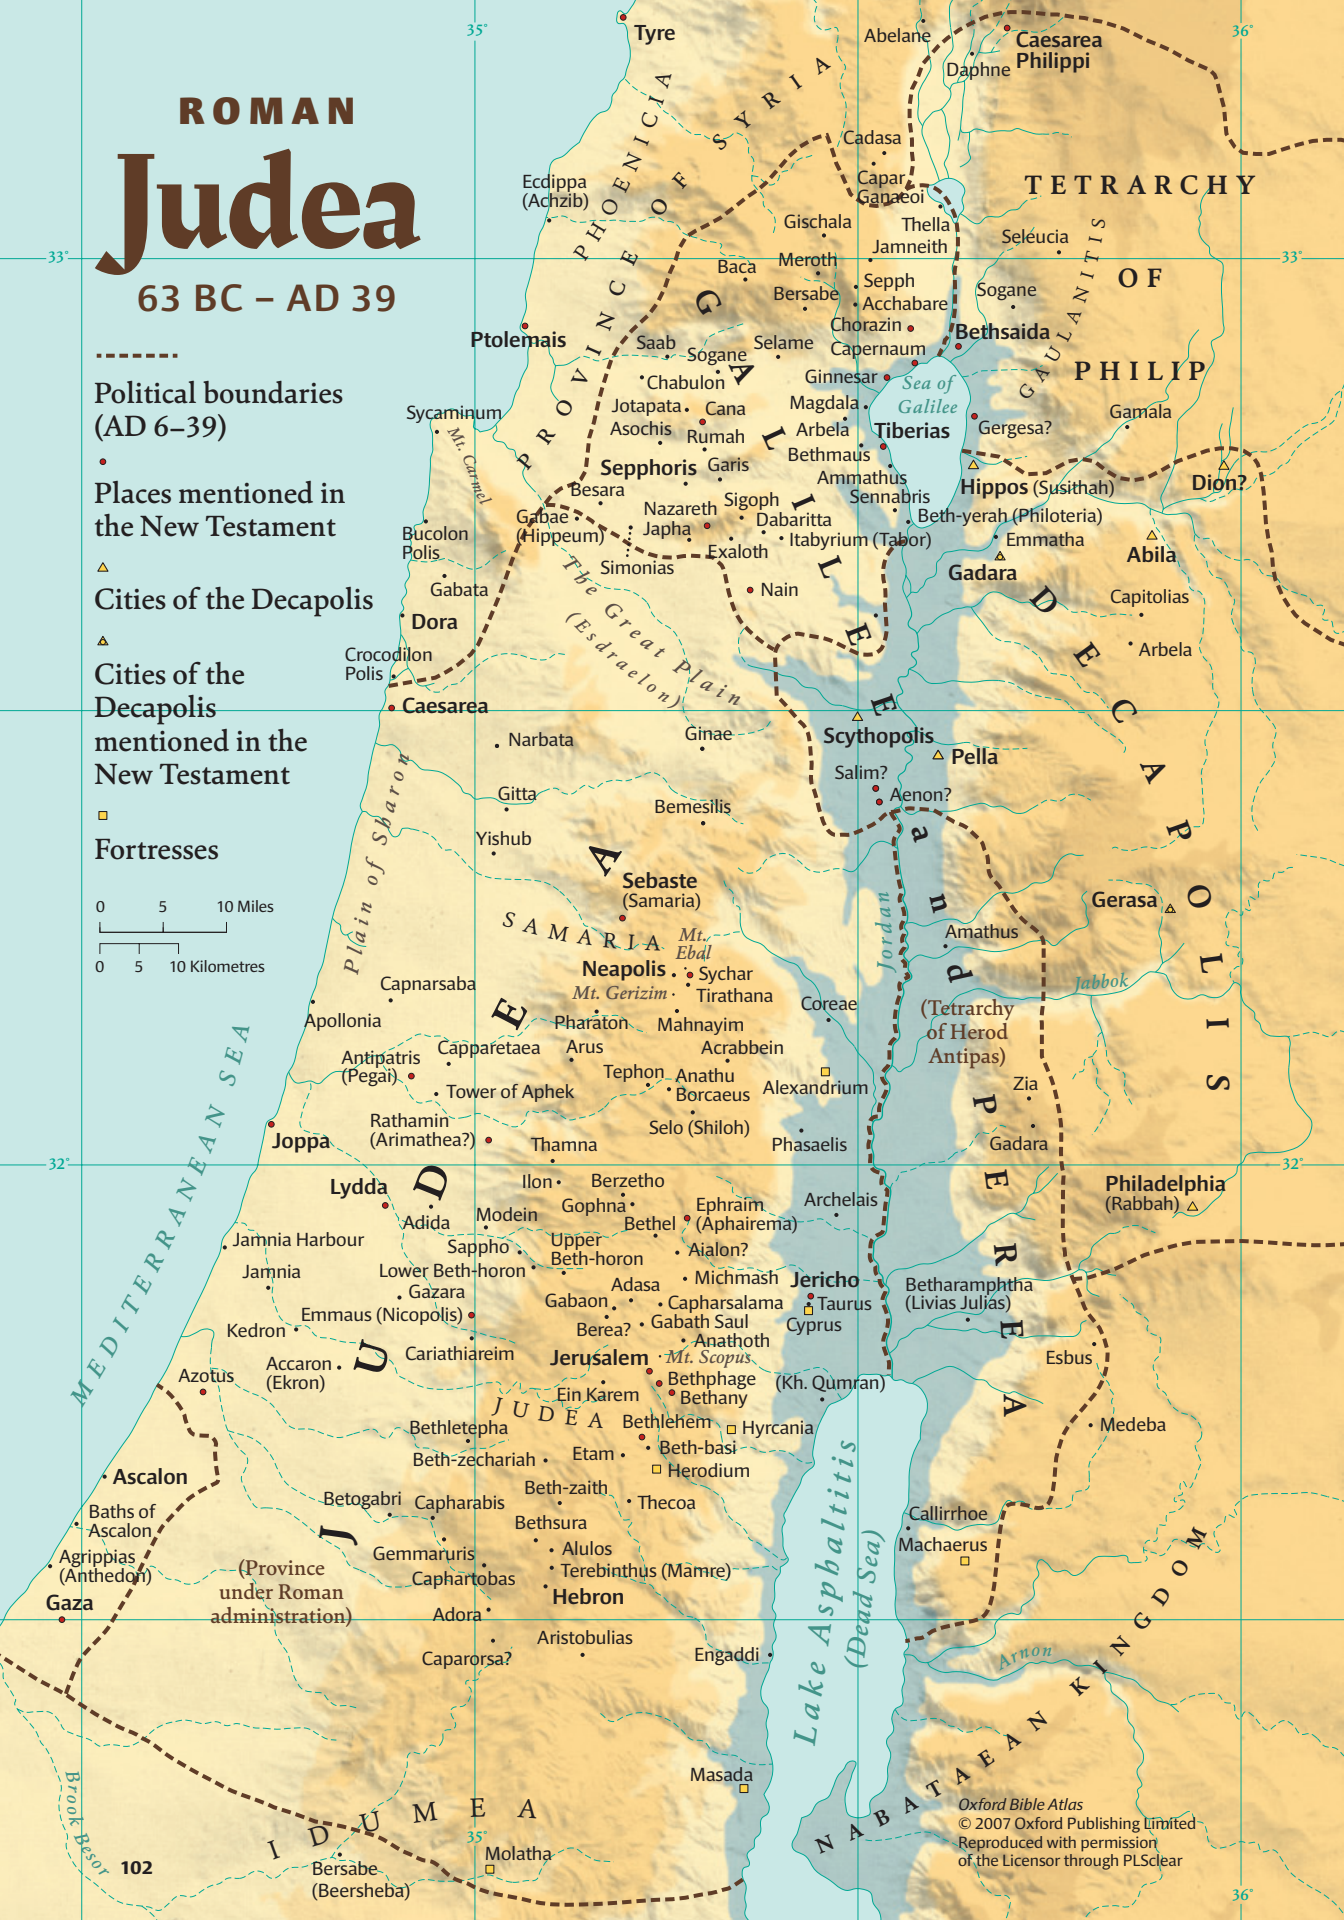 ROMAN
Judea
63 BC – AD 39
Political boundaries
(AD 6–39)
Places mentioned in
the New Testament
Cities of the Decapolis
Cities of the
Decapolis
mentioned in the
New Testament
Fortresses
0 5 10 Miles
0 5 10 Kilometres
35°
36°
33°
33°
32°
32°
35°
36°
Tyre
Abelane
Caesarea
Philippi
Daphne
PHOENICIA
PROVINCE OF SYRIA
Cadasa
Ecdippa
(Achzib)
Capar
Ganaeoi
TETRARCHY
OF
PHILIP
Gischala
Thella
Jamneith
Seleucia
GAULANITIS
Baca
Meroth
Sepph
Sogane
Bersabe
Acchabare
Chorazin
Bethsaida
Ptolemais
Saab
Selame
Capernaum
Sogane
Chabulon
Ginnesar
Sea of
Galilee
Sycaminum
Mt. Carmel
Jotapata
Cana
Magdala
Gamala
Asochis
Rumah
Arbela
Tiberias
Gergesa?
Bethmaus
Sepphoris
Garis
Ammathus
Hippos (Susithah)
Dion?
Besara
Sennabris
Sigoph
Nazareth
Beth-yerah (Philoteria)
Gabae
(Hippeum)
Japha
Dabaritta
Itabyrium (Tabor)
Emmatha
Bucolon
Polis
Exaloth
Abila
Simonias
Gadara
Gabata
Nain
Capitolias
Dora
The Great Plain
(Esdraelon)
Arbela
Crocodilon
Polis
Caesarea
GALILEE and PEREA
DECAPOLIS
Narbata
Ginae
Scythopolis
Pella
Salim?
Aenon?
Gitta
Bemesilis
Plain of Sharon
Yishub
JUDEA
Sebaste
(Samaria)
Gerasa
SAMARIA
Mt.
Ebal
Jordan
Amathus
Neapolis
Sychar
Jabbok
Mt. Gerizim
Tirathana
Capnarsaba
Coreae
(Tetrarchy
of Herod
Antipas)
Apollonia
Pharaton
Mahnayim
MEDITERRANEAN SEA
Capparetaea
Arus
Acrabbein
Antipatris
(Pegai)
Tephon
Anathu
Borcaeus
Alexandrium
Zia
Tower of Aphek
Rathamin
(Arimathea?)
Selo (Shiloh)
Joppa
Thamna
Phasaelis
Gadara
Lydda
Ilon
Berzetho
Philadelphia
(Rabbah)
Gophna
Ephraim
(Aphairema)
Archelais
Adida
Modein
Bethel
Jamnia Harbour
Sappho
Upper
Beth-horon
Aialon?
Jamnia
Lower Beth-horon
Adasa
Michmash
Jericho
Betharamphtha
(Livias Julias)
Gazara
Gabaon
Capharsalama
Taurus
Emmaus (Nicopolis)
Gabath Saul
Cyprus
Kedron
Berea?
Anathoth
Cariathiareim
Jerusalem
Mt. Scopus
Esbus
Accaron
(Ekron)
Bethphage
(Kh. Qumran)
Azotus
Ein Karem
Bethany
JUDEA
Bethletepha
Bethlehem
Hyrcania
Medeba
Beth-basi
Beth-zechariah
Etam
Herodium
Ascalon
Beth-zaith
Thecoa
Betogabri
Capharabis
Lake Asphaltitis
(Dead Sea)
Callirrhoe
Baths of
Ascalon
Bethsura
Machaerus
Agrippias
(Anthedon)
Gemmaruris
Alulos
Terebinthus (Mamre)
(Province
under Roman
administration)
Caphartobas
Hebron
Gaza
Adora
Aristobulias
Caparorsa?
Engaddi
Arnon
NABATAEAN KINGDOM
Masada
Brook Besor
IDUMEA
Bersabe
(Beersheba)
Molatha
102
Oxford Bible Atlas
© 2007 Oxford Publishing Limited
Reproduced with permission
of the Licensor through PLSclear